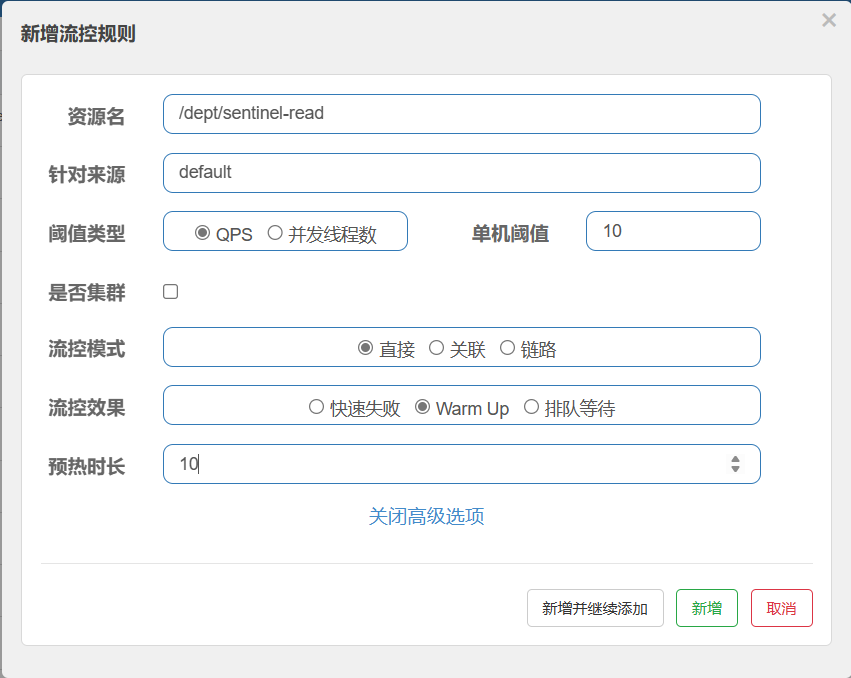 新增流控规则
资源名 /dept/sentinel-read
针对来源 default
阈值类型 QPS 并发线程数 单机阈值 10
是否集群
流控模式 直接 关联 链路
流控效果 快速失败 Warm Up 排队等待
预热时长 10
关闭高级选项
新增并继续添加 新增 取消